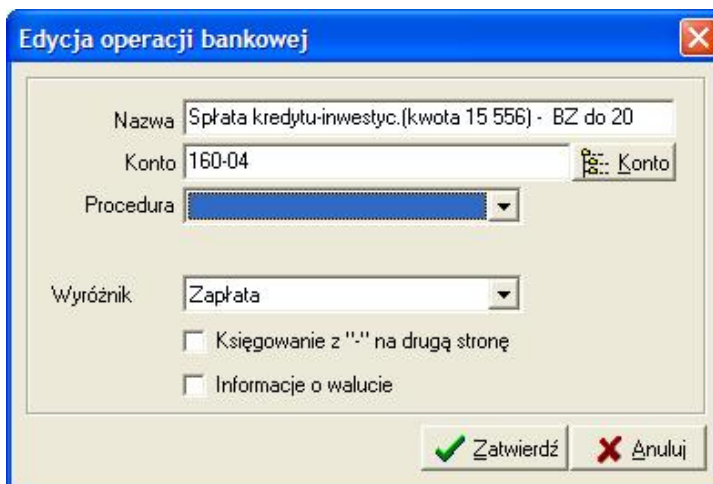 Edycja operacji bankowej
Nazwa Spłata kredytu-inwestyc.(kwota 15 556) - BZ do 20
Konto 160-04 Konto
Procedura
Wyróżnik Zapłata
Księgowanie z "-" na drugą stronę
Informacje o walucie
Zatwierdź Anuluj